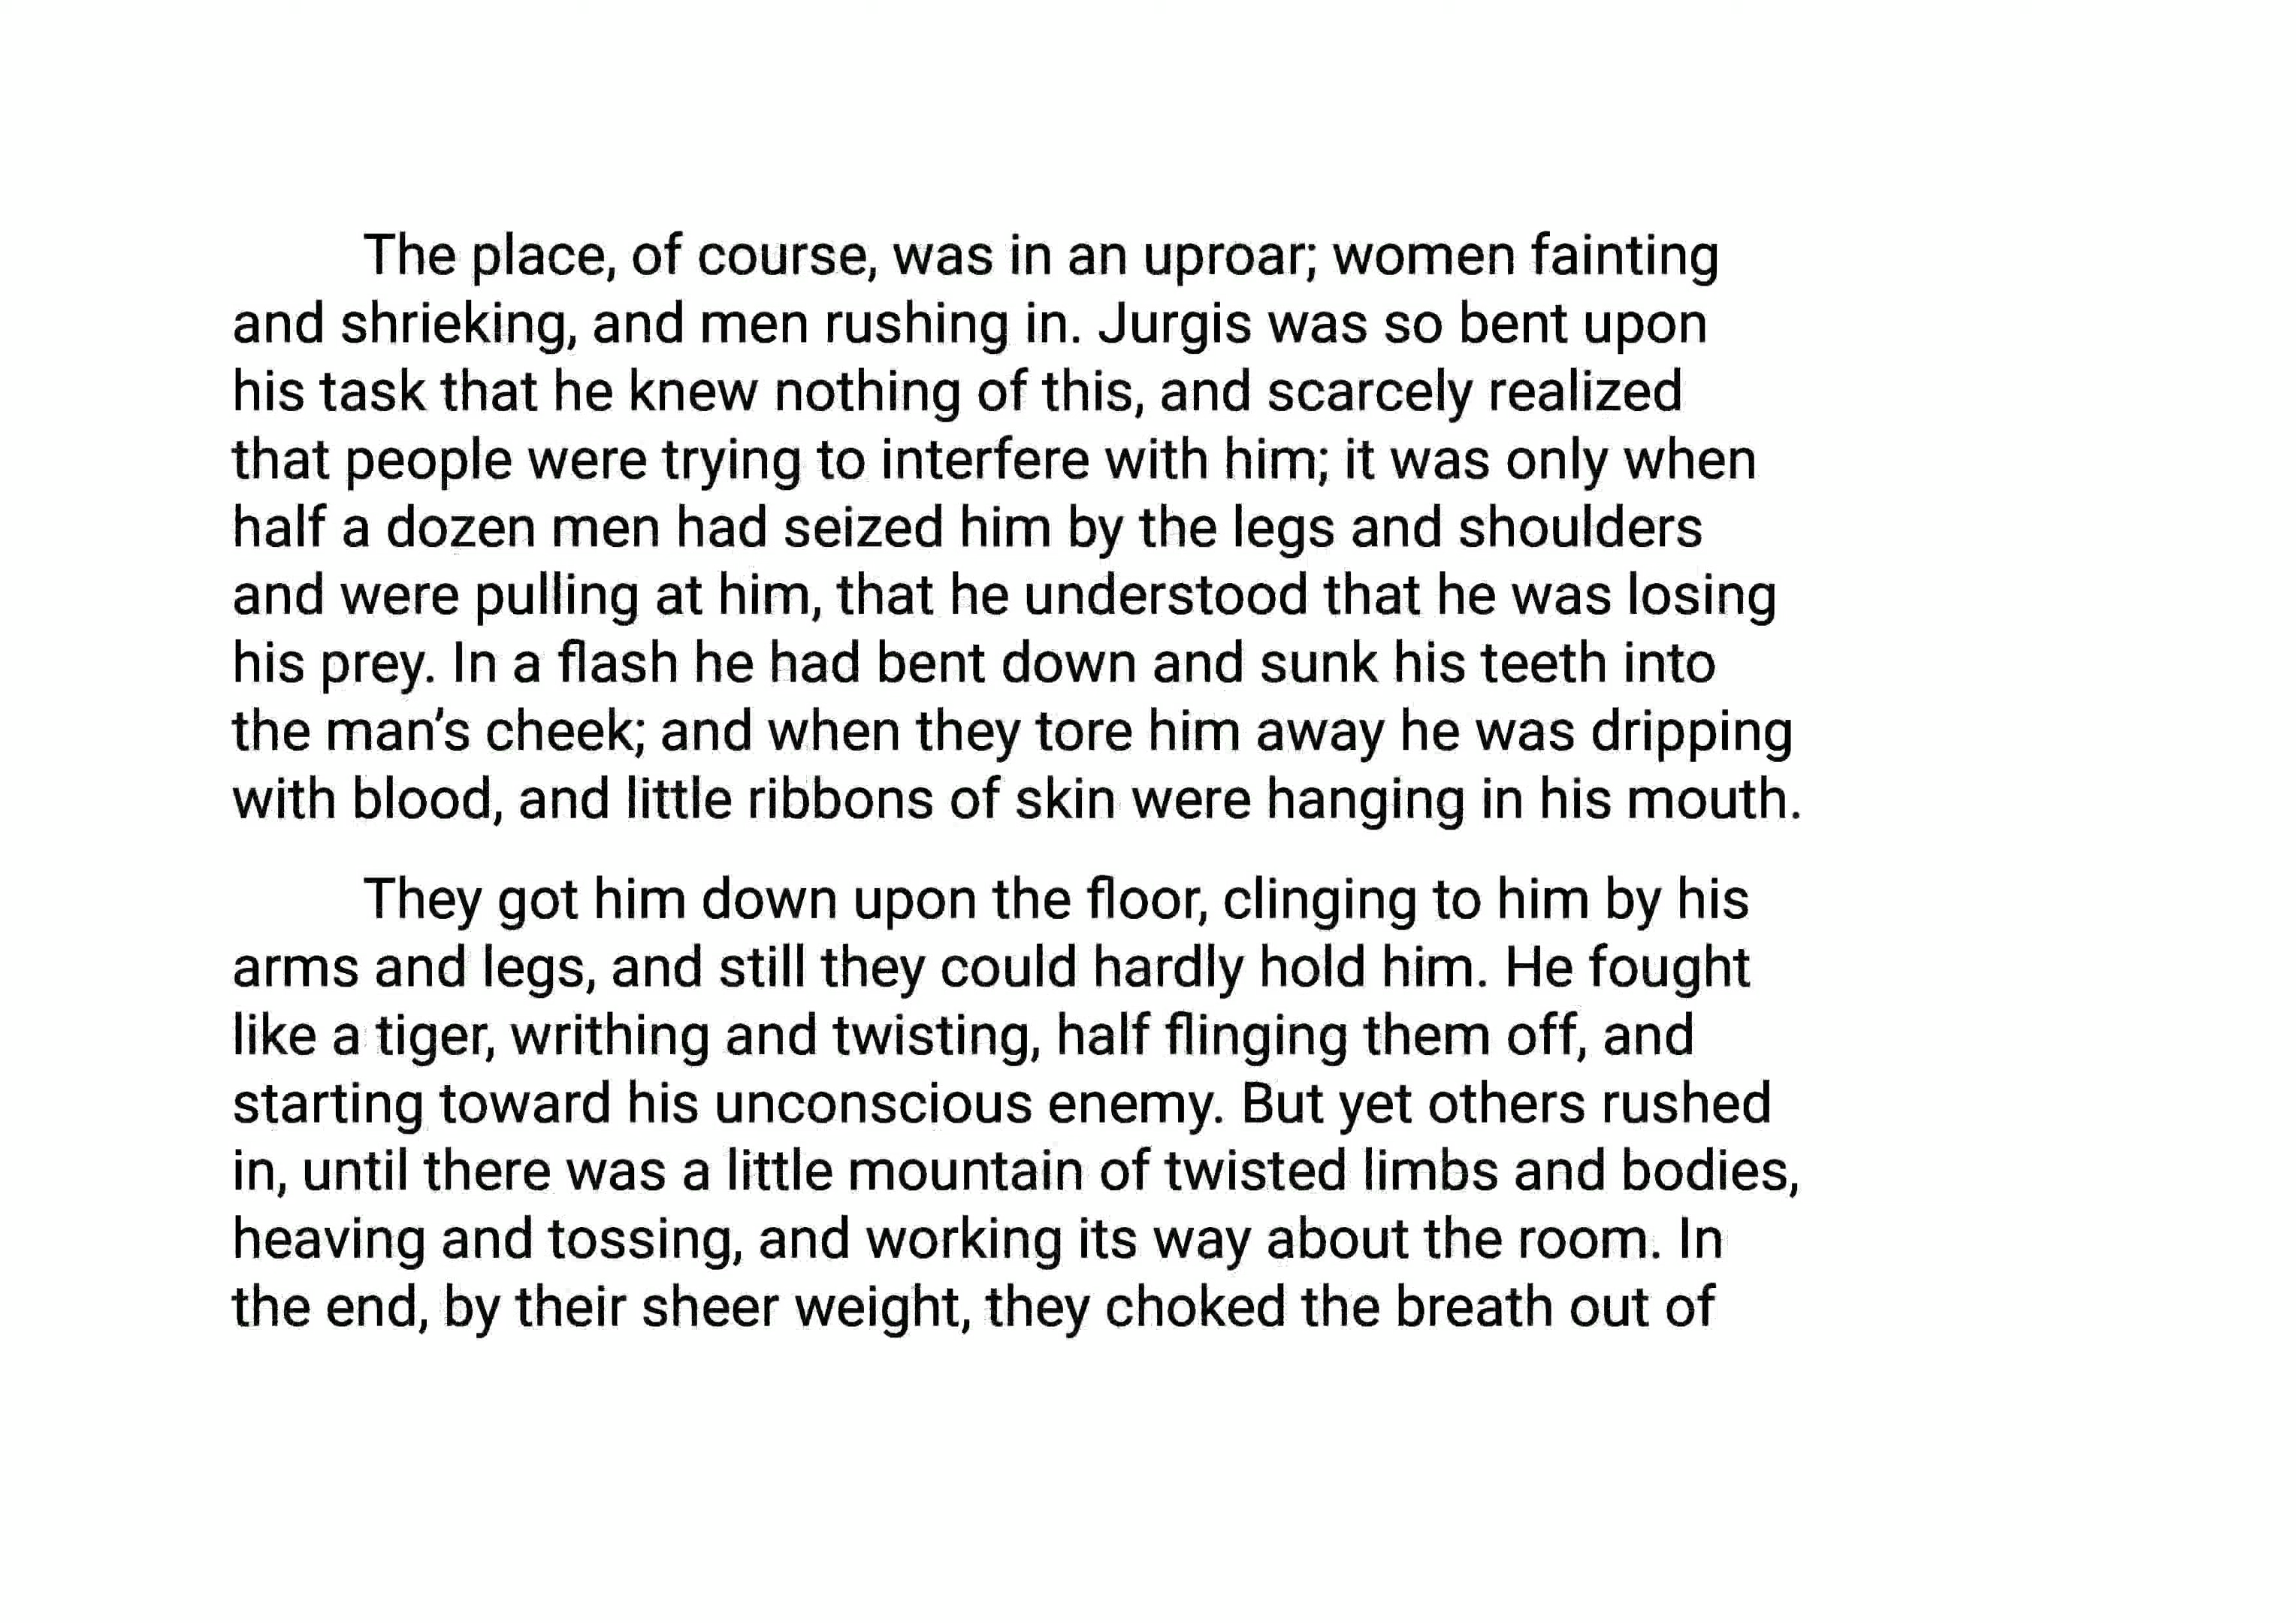 The place, of course, was in an uproar; women fainting
and shrieking, and men rushing in. Jurgis was so bent upon
his task that he knew nothing of this, and scarcely realized
that people were trying to interfere with him; it was only when
half a dozen men had seized him by the legs and shoulders
and were pulling at him, that he understood that he was losing
his prey. In a flash he had bent down and sunk his teeth into
the man’s cheek; and when they tore him away he was dripping
with blood, and little ribbons of skin were hanging in his mouth.
They got him down upon the floor, clinging to him by his
arms and legs, and still they could hardly hold him. He fought
like a tiger, writhing and twisting, half flinging them off, and
starting toward his unconscious enemy. But yet others rushed
in, until there was a little mountain of twisted limbs and bodies,
heaving and tossing, and working its way about the room. In
the end, by their sheer weight, they choked the breath out of